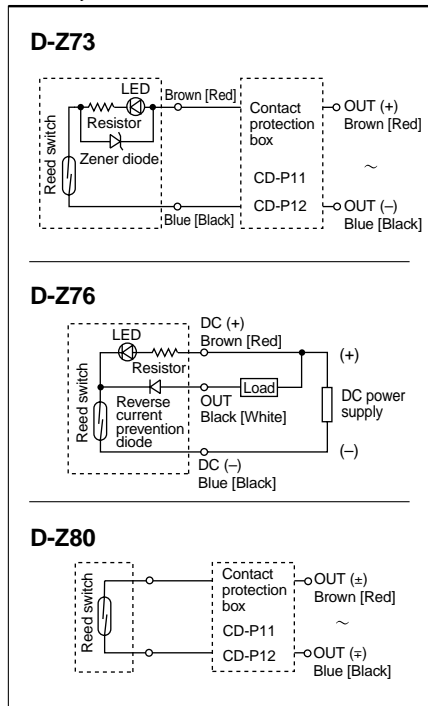 D-Z73
LED
Brown [Red]
Resistor
Zener diode
Reed switch
Blue [Black]
Contact
protection
box
CD-P11
CD-P12
OUT (+)
Brown [Red]
~
OUT (–)
Blue [Black]
D-Z76
LED
DC (+)
Brown [Red]
Resistor
(+)
Load
OUT
Black [White]
Reverse
current
prevention
diode
Reed switch
DC power
supply
(–)
DC (–)
Blue [Black]
D-Z80
Reed switch
Contact
protection
box
CD-P11
CD-P12
OUT (±)
Brown [Red]
~
OUT (∓)
Blue [Black]